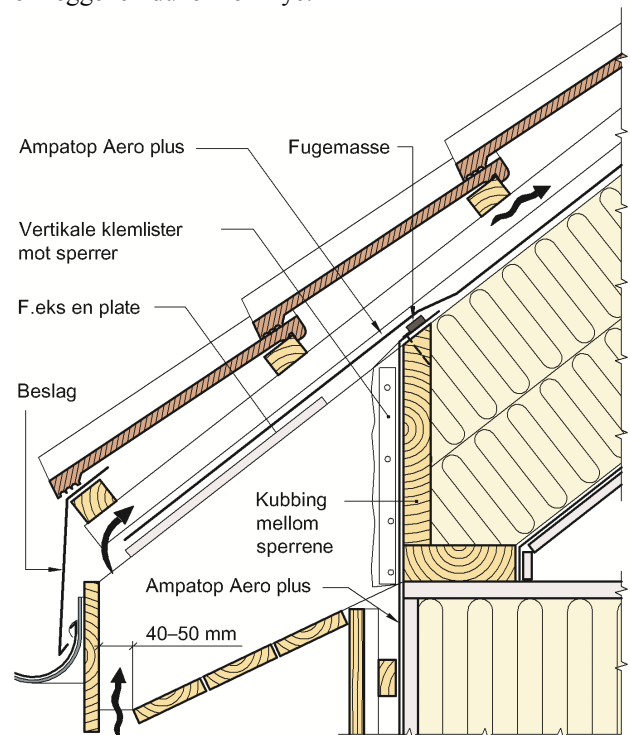 Ampatop Aero plus
Fugemasse
Vertikale klemlister
mot sperrer
F.eks en plate
Beslag
Kubbing
mellom
sperrene
Ampatop Aero plus
40–50 mm